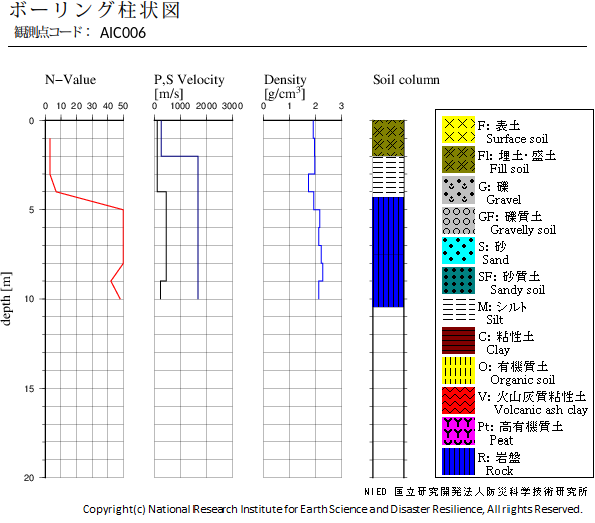 ボーリング柱状図
観測点コード： AIC006
N-Value
0 10 20 30 40 50
P,S Velocity
[m/s]
0 1000 2000 3000
Density
[g/cm3]
0 1 2 3
Soil column
depth [m]
0
5
10
15
20
F: 表土
Surface soil
Fl: 埋土・盛土
Fill soil
G: 礫
Gravel
GF: 礫質土
Gravelly soil
S: 砂
Sand
SF: 砂質土
Sandy soil
M: シルト
Silt
C: 粘性土
Clay
O: 有機質土
Organic soil
V: 火山灰質粘性土
Volcanic ash clay
Pt: 高有機質土
Peat
R: 岩盤
Rock
NIED 国立研究開発法人防災科学技術研究所
Copyright(c) National Research Institute for Earth Science and Disaster Resilience, All rights Reserved.